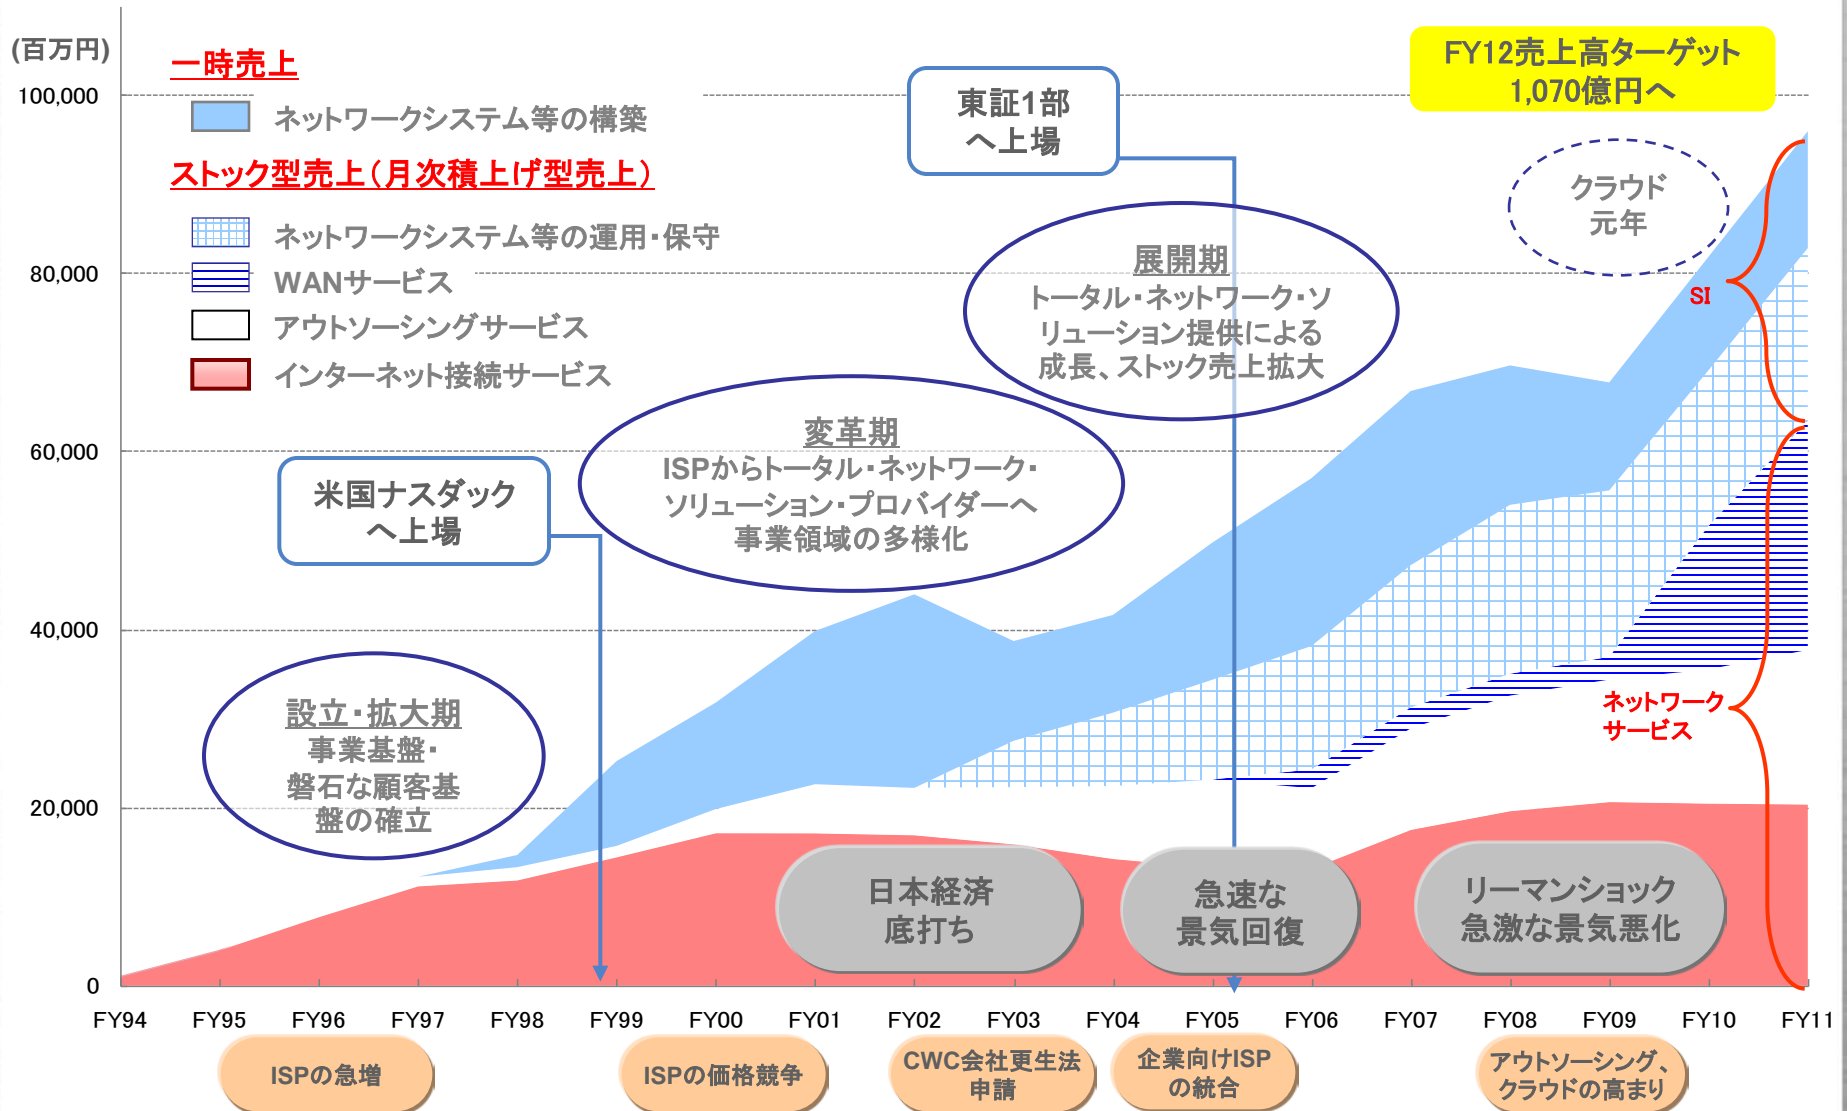 (百万円)
100,000
80,000
60,000
40,000
20,000
0
一時売上
ネットワークシステム等の構築
ストック型売上(月次積上げ型売上)
ネットワークシステム等の運用・保守
WANサービス
アウトソーシングサービス
インターネット接続サービス
FY12売上高ターゲット
1,070億円へ
東証1部
へ上場
クラウド
元年
展開期
トータル・ネットワーク・ソ
リューション提供による
成長、ストック売上拡大
SI
変革期
ISPからトータル・ネットワーク・
ソリューション・プロバイダーへ
事業領域の多様化
米国ナスダック
へ上場
設立・拡大期
事業基盤・
磐石な顧客基
盤の確立
ネットワーク
サービス
日本経済
底打ち
急速な
景気回復
リーマンショック
急激な景気悪化
FY94
FY95
FY96
FY97
FY98
FY99
FY00
FY01
FY02
FY03
FY04
FY05
FY06
FY07
FY08
FY09
FY10
FY11
ISPの急増
ISPの価格競争
CWC会社更生法
申請
企業向けISP
の統合
アウトソーシング、
クラウドの高まり